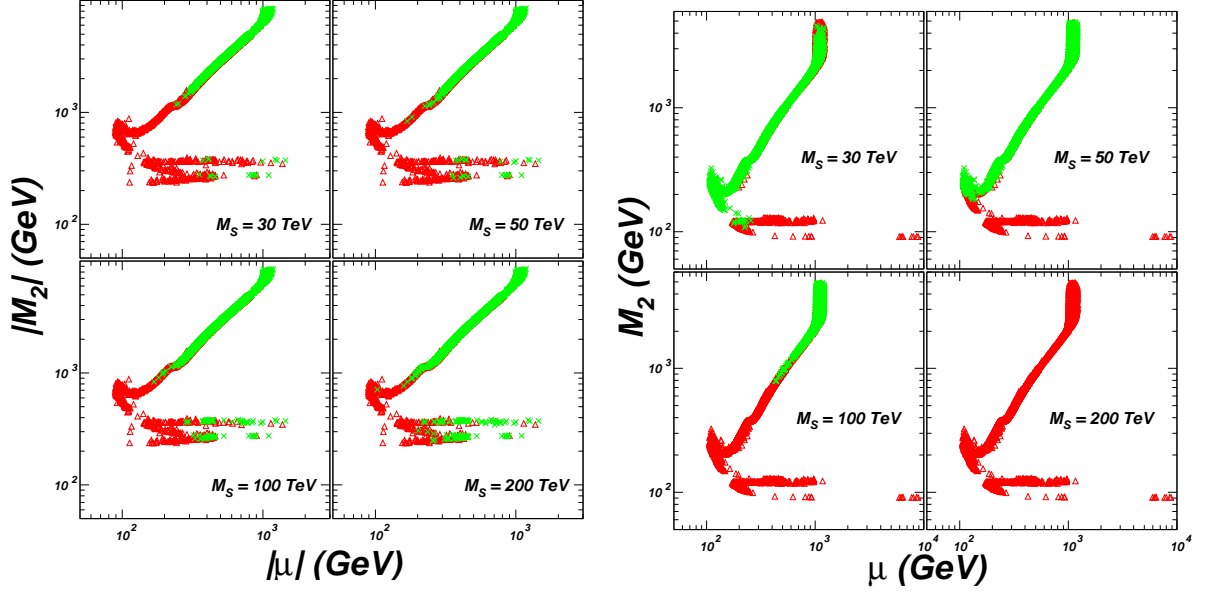 |M_2| (GeV)
10^3
10^2
M_S = 30 TeV
M_S = 50 TeV
10^3
10^2
M_S = 100 TeV
M_S = 200 TeV
10^2
10^3
10^2
10^3
|μ| (GeV)
M_2 (GeV)
10^3
10^2
M_S = 30 TeV
M_S = 50 TeV
10^3
10^2
M_S = 100 TeV
M_S = 200 TeV
10^2
10^3
10^4
10^2
10^3
10^4
μ (GeV)